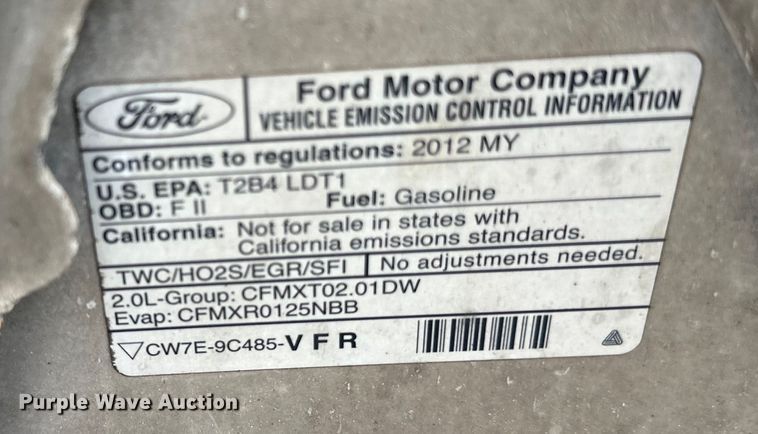 Ford
Ford Motor Company
VEHICLE EMISSION CONTROL INFORMATION
Conforms to regulations: 2012 MY
U.S. EPA: T2B4 LDT1
OBD: F II Fuel: Gasoline
California: Not for sale in states with
California emissions standards.
TWC/HO2S/EGR/SFI No adjustments needed.
2.0L-Group: CFMXT02.01DW
Evap: CFMXR0125NBB
CW7E-9C485-V F R
Purple Wave Auction